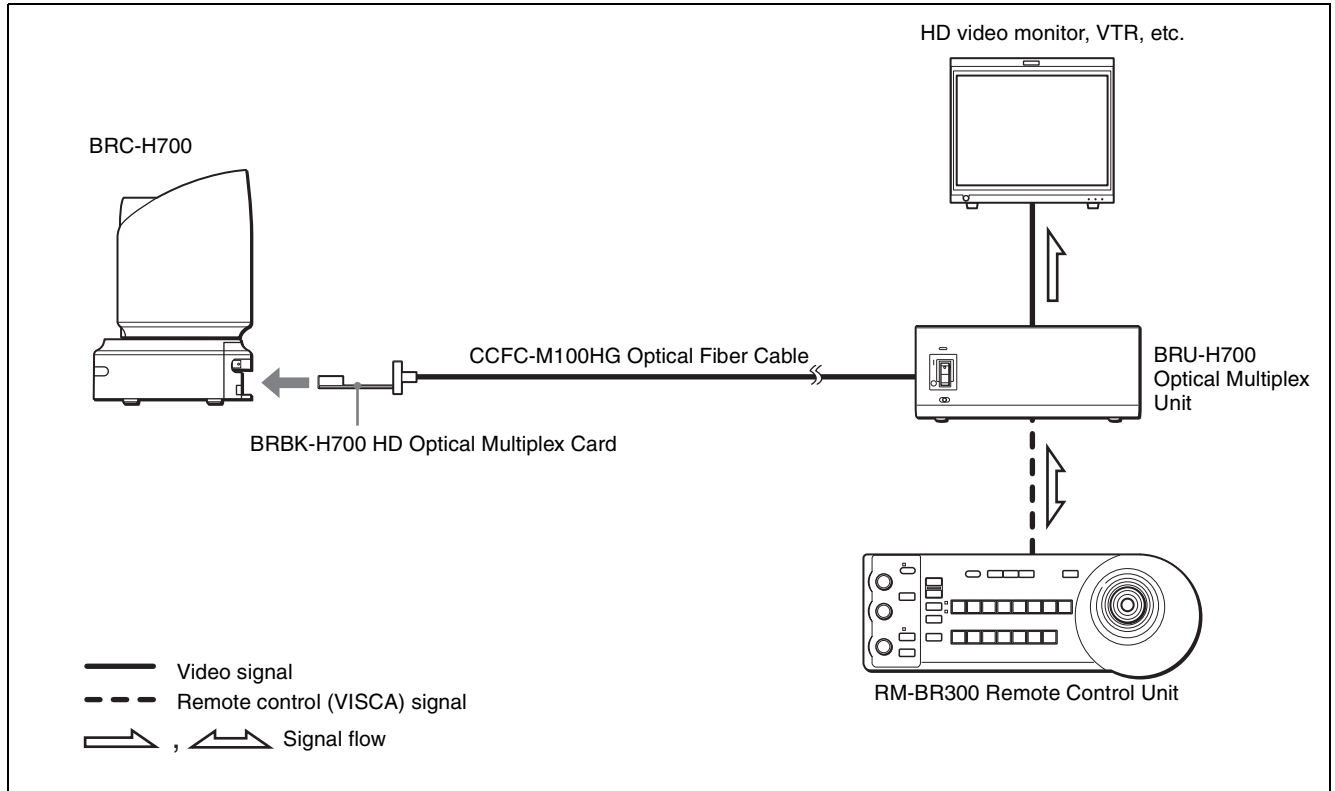 HD video monitor, VTR, etc.
BRC-H700
CCFC-M100HG Optical Fiber Cable
BRU-H700
Optical Multiplex
Unit
BRBK-H700 HD Optical Multiplex Card
RM-BR300 Remote Control Unit
Video signal
Remote control (VISCA) signal
, Signal flow